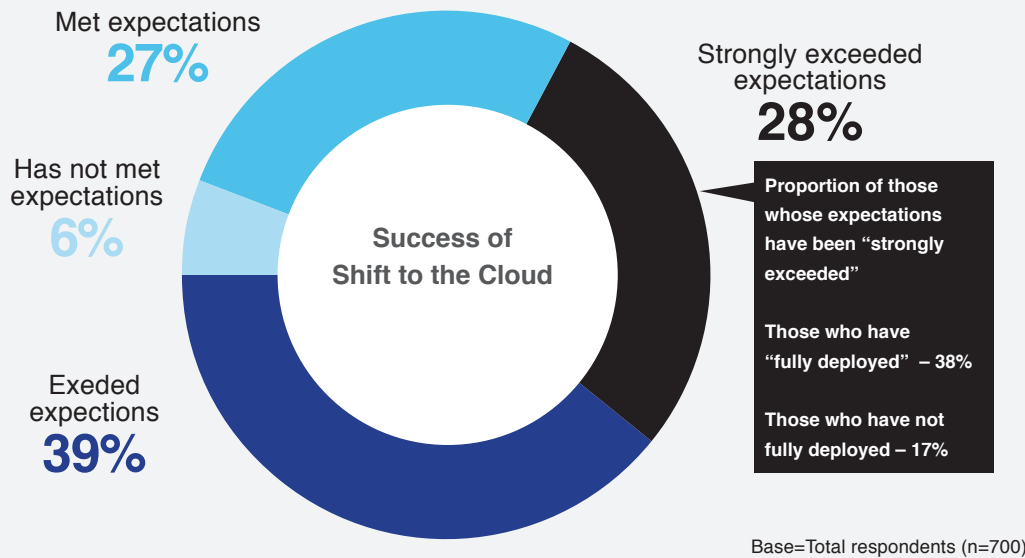 Met expectations
27%
Strongly exceeded
expectations
28%
Has not met
expectations
6%
Success of
Shift to the Cloud
Proportion of those
whose expectations
have been “strongly
exceeded”
Those who have
“fully deployed” – 38%
Those who have not
fully deployed – 17%
Exeded
expections
39%
Base=Total respondents (n=700)